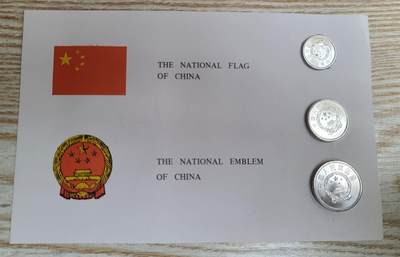 THE NATIONAL FLAG
OF CHINA
THE NATIONAL EMBLEM
OF CHINA